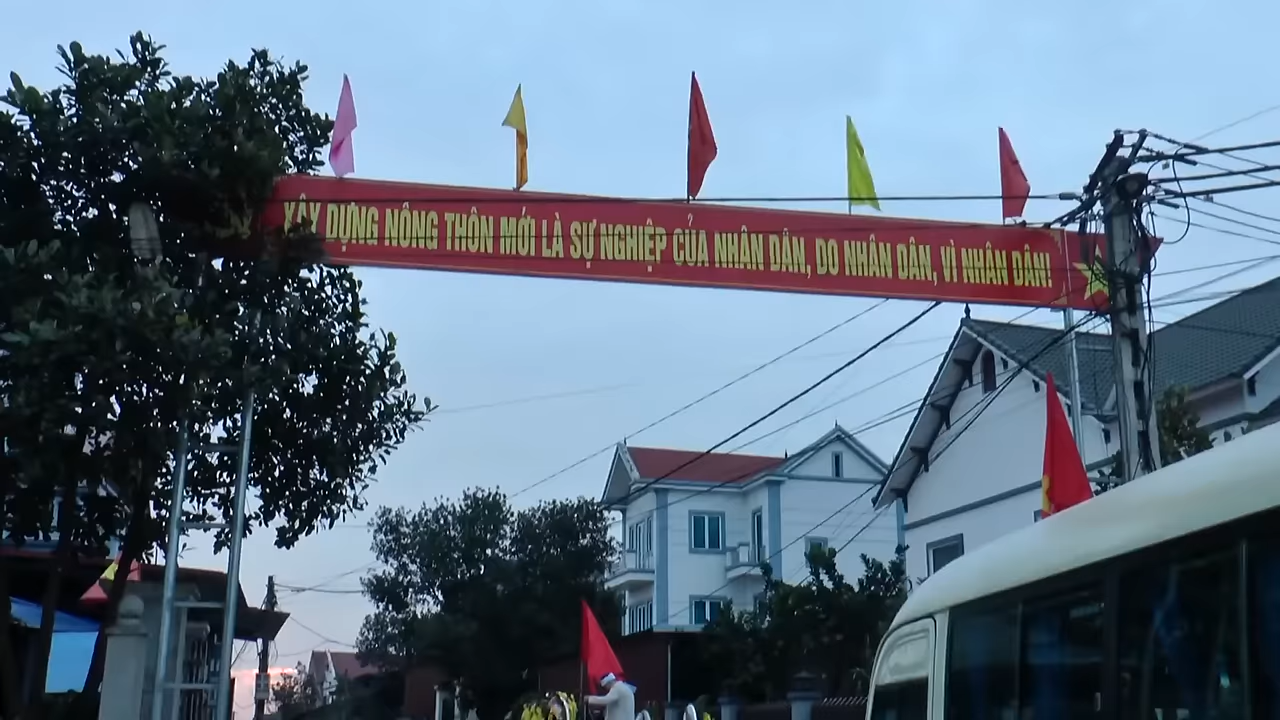 XÂY DỰNG NÔNG THÔN MỚI LÀ SỰ NGHIỆP CỦA NHÂN DÂN, DO NHÂN DÂN, VÌ NHÂN DÂN!